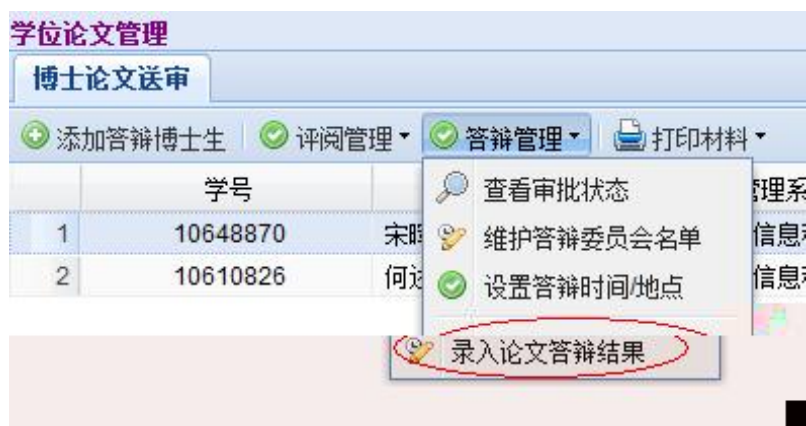 学位论文管理
博士论文送审
添加答辩博士生 评阅管理 答辩管理 打印材料
学号 管理系
查看审批状态
1 10648870 宋 信息
维护答辩委员会名单
2 10610826 何 信息
设置答辩时间/地点
录入论文答辩结果